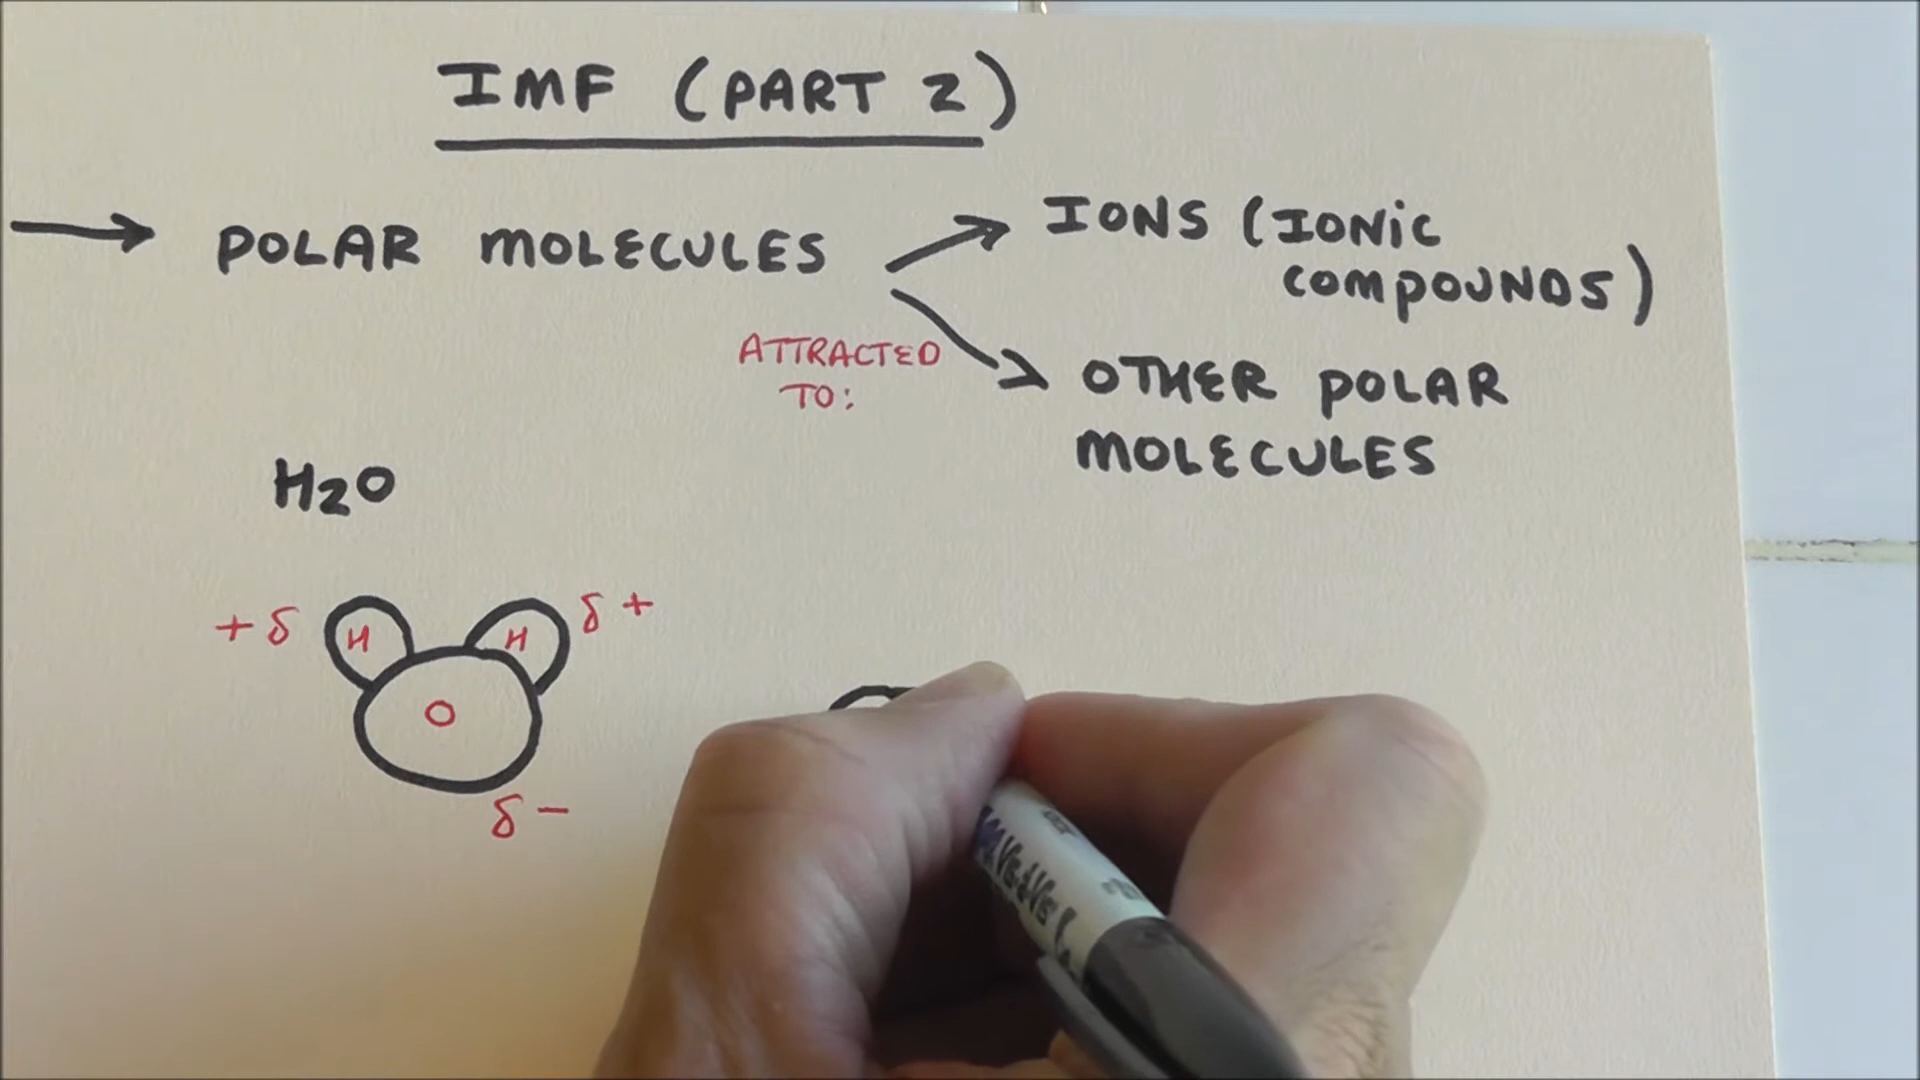 IMF (PART 2)
POLAR MOLECULES
IONS (IONIC
COMPOUNDS)
ATTRACTED
TO:
OTHER POLAR
MOLECULES
H2O
+ δ
H
H
δ +
O
δ -